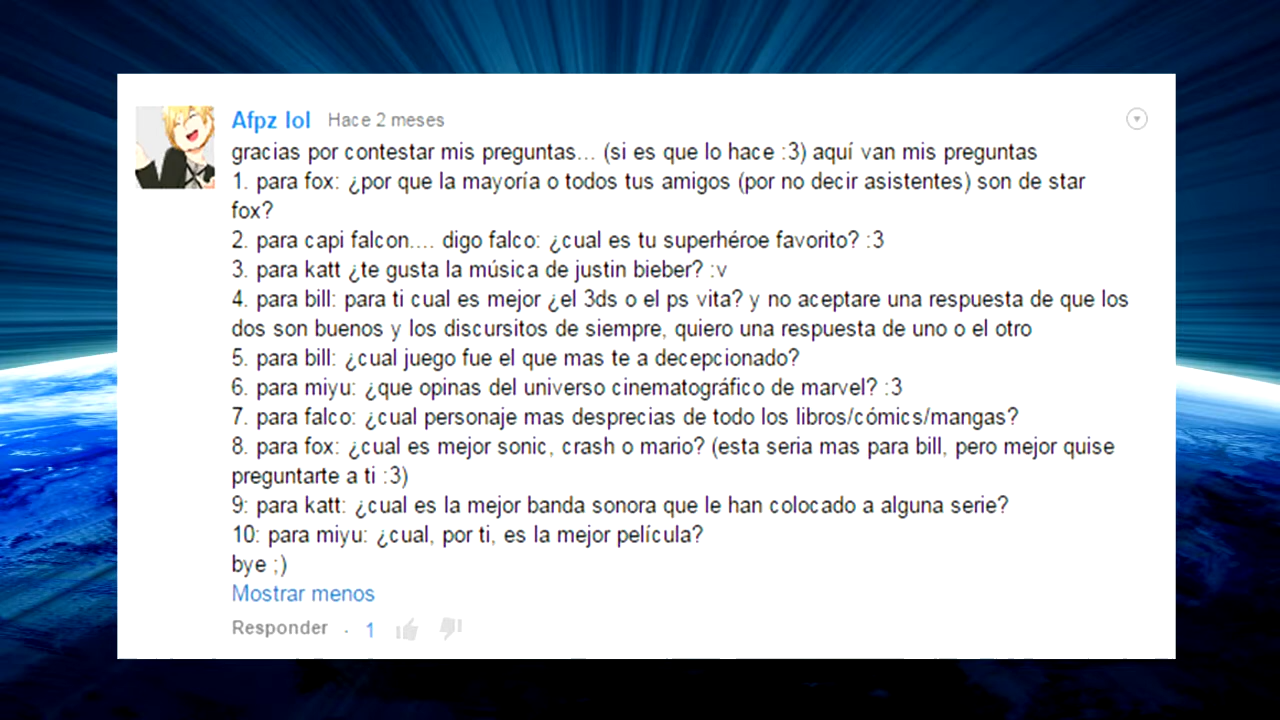 Afpz lol Hace 2 meses
gracias por contestar mis preguntas... (si es que lo hace :3) aquí van mis preguntas
1. para fox: ¿por que la mayoría o todos tus amigos (por no decir asistentes) son de star
fox?
2. para capi falcon.... digo falco: ¿cual es tu superhéroe favorito? :3
3. para katt ¿te gusta la música de justin bieber? :v
4. para bill: para ti cual es mejor ¿el 3ds o el ps vita? y no aceptare una respuesta de que los
dos son buenos y los discursitos de siempre, quiero una respuesta de uno o el otro
5. para bill: ¿cual juego fue el que mas te a decepcionado?
6. para miyu: ¿que opinas del universo cinematográfico de marvel? :3
7. para falco: ¿cual personaje mas desprecias de todo los libros/cómics/mangas?
8. para fox: ¿cual es mejor sonic, crash o mario? (esta seria mas para bill, pero mejor quise
preguntarte a ti :3)
9: para katt: ¿cual es la mejor banda sonora que le han colocado a alguna serie?
10: para miyu: ¿cual, por ti, es la mejor película?
bye ;)
Mostrar menos
Responder · 1